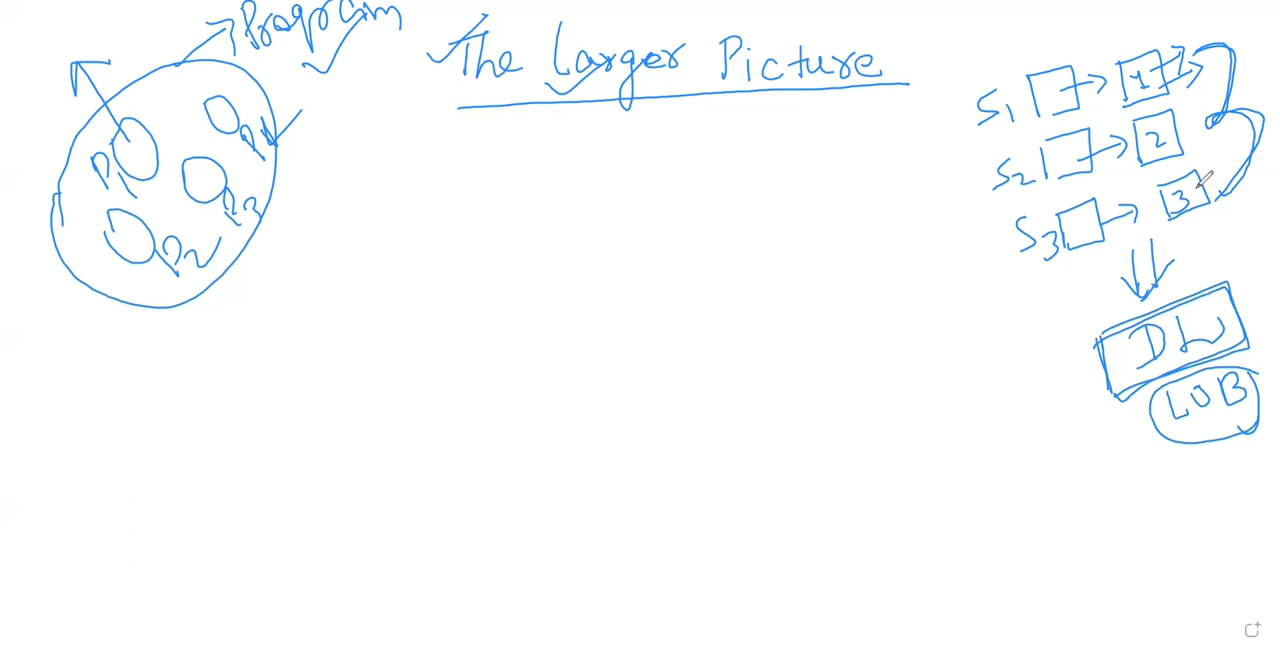 Program
The Larger Picture
P1
P2
P3
S1
1
S2
2
S3
3
DW
LOB